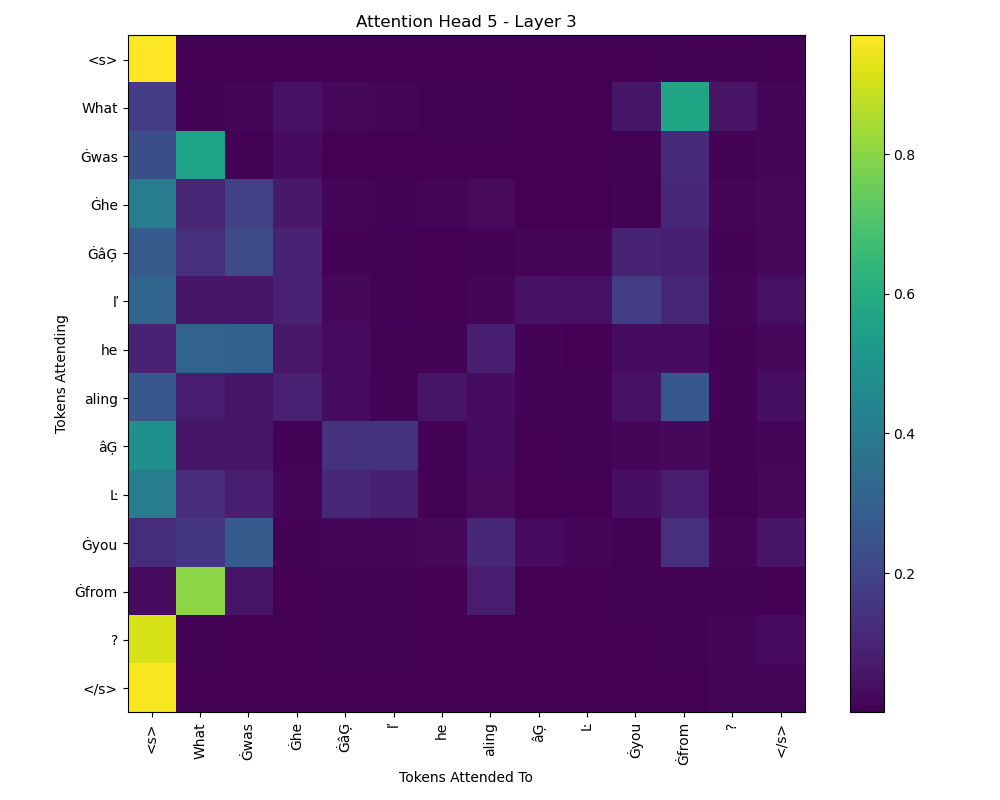 Attention Head 5 - Layer 3
Tokens Attending
<s>
What
Ġwas
Ġhe
ĠâĢ
ľ
he
aling
âĢ
Ŀ
Ġyou
Ġfrom
?
</s>
<s>
What
Ġwas
Ġhe
ĠâĢ
ľ
he
aling
âĢ
Ŀ
Ġyou
Ġfrom
?
</s>
Tokens Attended To
0.8
0.6
0.4
0.2